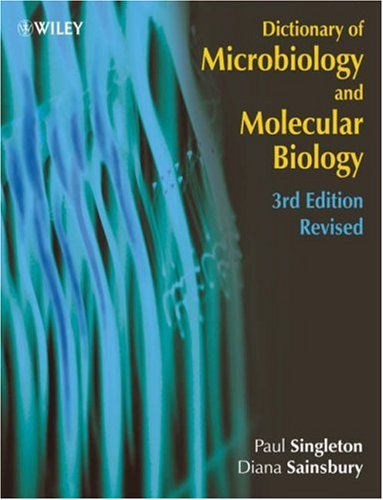 WILEY
Dictionary of
Microbiology
and
Molecular
Biology
3rd Edition
Revised
Paul Singleton
Diana Sainsbury